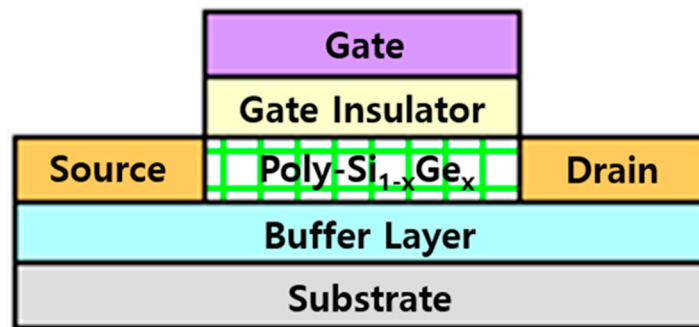 Gate
Gate Insulator
Source Poly-Si₁₋ₓGeₓ Drain
Buffer Layer
Substrate